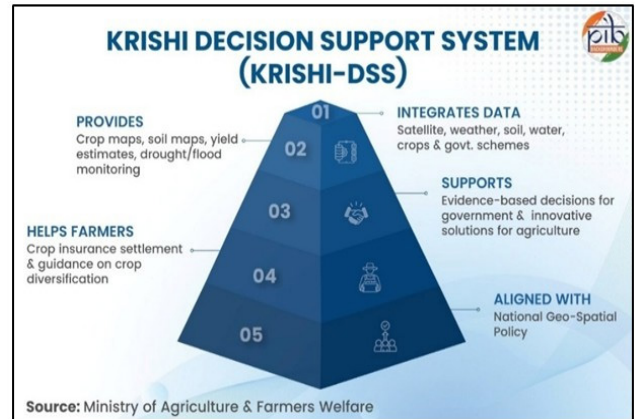 KRISHI DECISION SUPPORT SYSTEM
(KRISHI-DSS)
pib
01
INTEGRATES DATA
Satellite, weather, soil, water,
crops & govt. schemes
PROVIDES
Crop maps, soil maps, yield
estimates, drought/flood
monitoring
02
03
SUPPORTS
Evidence-based decisions for
government & innovative
solutions for agriculture
HELPS FARMERS
Crop insurance settlement
& guidance on crop
diversification
04
05
ALIGNED WITH
National Geo-Spatial
Policy
Source: Ministry of Agriculture & Farmers Welfare